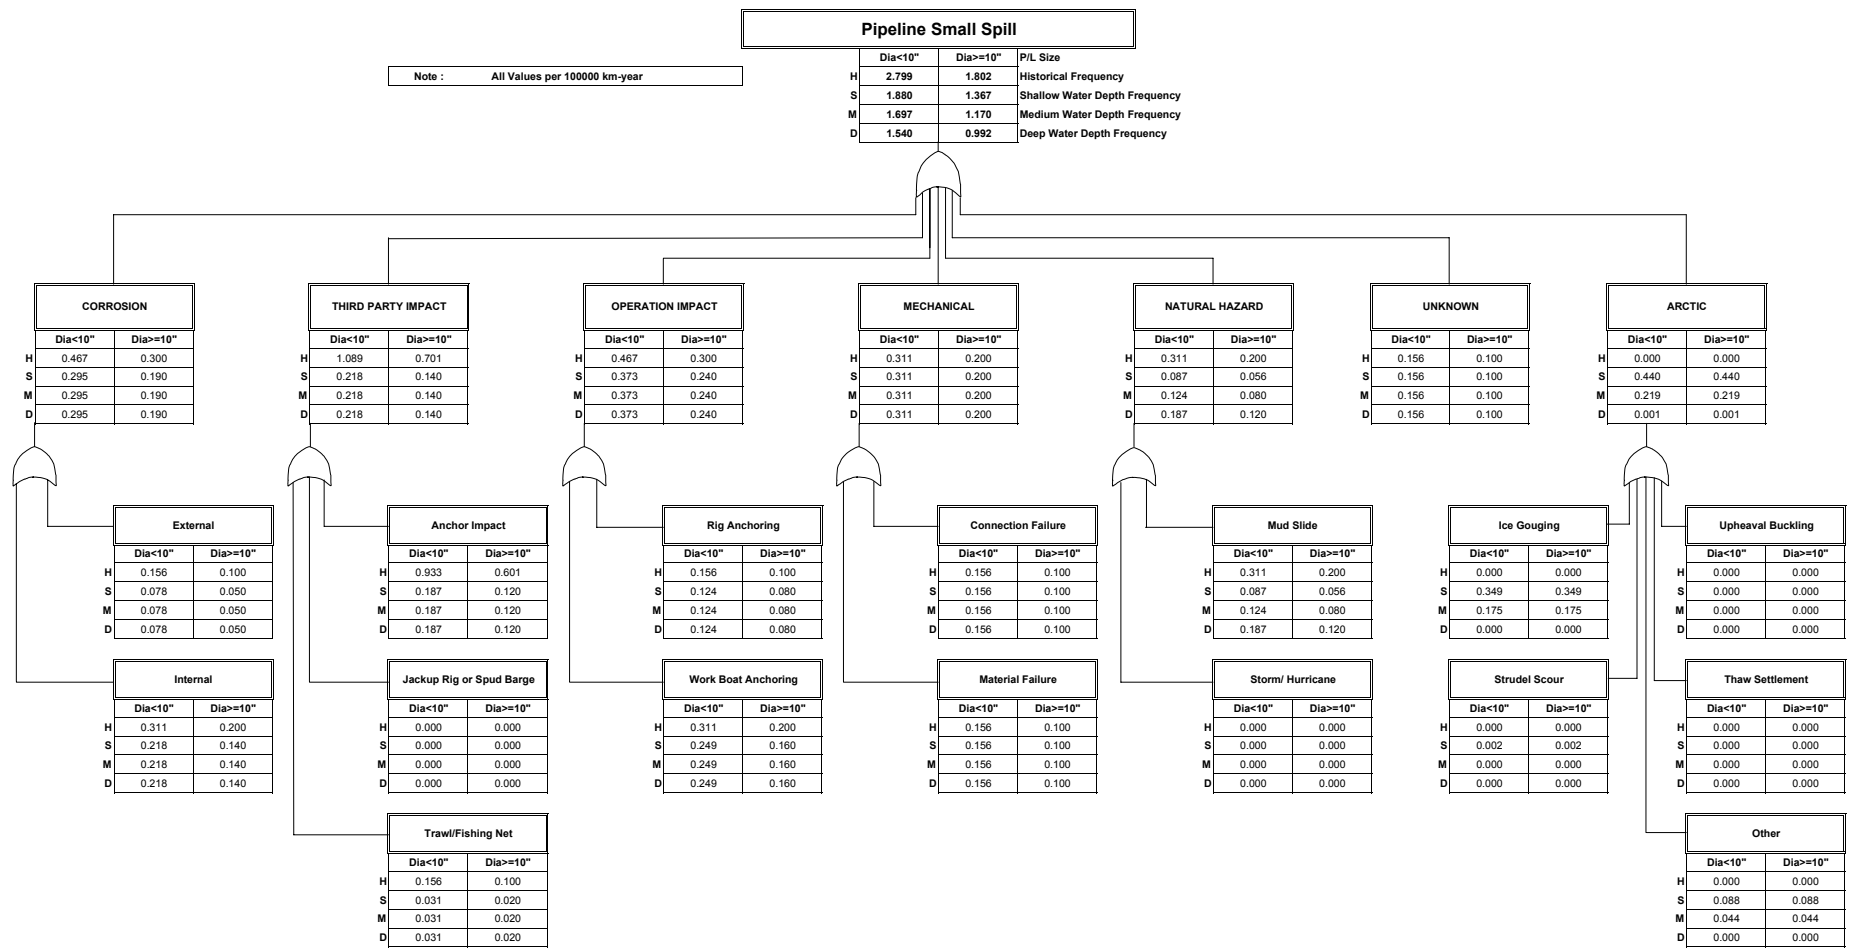 Pipeline Small Spill
Dia<10" Dia>=10" P/L Size
Note : All Values per 100000 km-year
H 2.799 1.802 Historical Frequency
S 1.880 1.367 Shallow Water Depth Frequency
M 1.697 1.170 Medium Water Depth Frequency
D 1.540 0.992 Deep Water Depth Frequency
CORROSION
Dia<10" Dia>=10"
H 0.467 0.300
S 0.295 0.190
M 0.295 0.190
D 0.295 0.190
THIRD PARTY IMPACT
Dia<10" Dia>=10"
H 1.089 0.701
S 0.218 0.140
M 0.218 0.140
D 0.218 0.140
OPERATION IMPACT
Dia<10" Dia>=10"
H 0.467 0.300
S 0.373 0.240
M 0.373 0.240
D 0.373 0.240
MECHANICAL
Dia<10" Dia>=10"
H 0.311 0.200
S 0.311 0.200
M 0.311 0.200
D 0.311 0.200
NATURAL HAZARD
Dia<10" Dia>=10"
H 0.311 0.200
S 0.087 0.056
M 0.124 0.080
D 0.187 0.120
UNKNOWN
Dia<10" Dia>=10"
H 0.156 0.100
S 0.156 0.100
M 0.156 0.100
D 0.156 0.100
ARCTIC
Dia<10" Dia>=10"
H 0.000 0.000
S 0.440 0.440
M 0.219 0.219
D 0.001 0.001
External
Dia<10" Dia>=10"
H 0.156 0.100
S 0.078 0.050
M 0.078 0.050
D 0.078 0.050
Anchor Impact
Dia<10" Dia>=10"
H 0.933 0.601
S 0.187 0.120
M 0.187 0.120
D 0.187 0.120
Rig Anchoring
Dia<10" Dia>=10"
H 0.156 0.100
S 0.124 0.080
M 0.124 0.080
D 0.124 0.080
Connection Failure
Dia<10" Dia>=10"
H 0.156 0.100
S 0.156 0.100
M 0.156 0.100
D 0.156 0.100
Mud Slide
Dia<10" Dia>=10"
H 0.311 0.200
S 0.087 0.056
M 0.124 0.080
D 0.187 0.120
Ice Gouging
Dia<10" Dia>=10"
H 0.000 0.000
S 0.349 0.349
M 0.175 0.175
D 0.000 0.000
Upheaval Buckling
Dia<10" Dia>=10"
H 0.000 0.000
S 0.000 0.000
M 0.000 0.000
D 0.000 0.000
Internal
Dia<10" Dia>=10"
H 0.311 0.200
S 0.218 0.140
M 0.218 0.140
D 0.218 0.140
Jackup Rig or Spud Barge
Dia<10" Dia>=10"
H 0.000 0.000
S 0.000 0.000
M 0.000 0.000
D 0.000 0.000
Work Boat Anchoring
Dia<10" Dia>=10"
H 0.311 0.200
S 0.249 0.160
M 0.249 0.160
D 0.249 0.160
Material Failure
Dia<10" Dia>=10"
H 0.156 0.100
S 0.156 0.100
M 0.156 0.100
D 0.156 0.100
Storm/ Hurricane
Dia<10" Dia>=10"
H 0.000 0.000
S 0.000 0.000
M 0.000 0.000
D 0.000 0.000
Strudel Scour
Dia<10" Dia>=10"
H 0.000 0.000
S 0.002 0.002
M 0.000 0.000
D 0.000 0.000
Thaw Settlement
Dia<10" Dia>=10"
H 0.000 0.000
S 0.000 0.000
M 0.000 0.000
D 0.000 0.000
Trawl/Fishing Net
Dia<10" Dia>=10"
H 0.156 0.100
S 0.031 0.020
M 0.031 0.020
D 0.031 0.020
Other
Dia<10" Dia>=10"
H 0.000 0.000
S 0.088 0.088
M 0.044 0.044
D 0.000 0.000